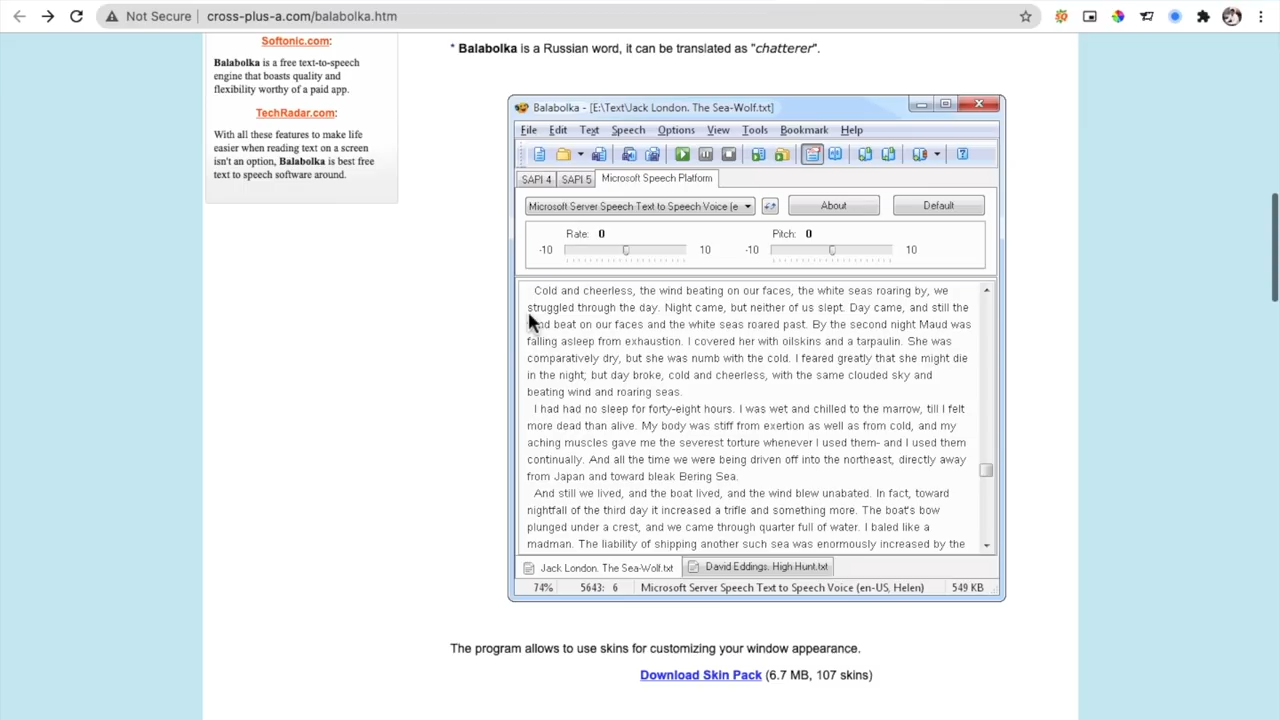 Not Secure
cross-plus-a.com/balabolka.htm
Softonic.com:
Balabolka is a free text-to-speech
engine that boasts quality and
flexibility worthy of a paid app.
TechRadar.com:
With all these features to make life
easier when reading text on a screen
isn't an option, Balabolka is best free
text to speech software around.
* Balabolka is a Russian word, it can be translated as "chatterer".
Balabolka - [E:\Text\Jack London. The Sea-Wolf.txt]
File Edit Text Speech Options View Tools Bookmark Help
SAPI 4 SAPI 5 Microsoft Speech Platform
Microsoft Server Speech Text to Speech Voice (e About Default
Rate: 0 Pitch: 0
-10 10 -10 10
Cold and cheerless, the wind beating on our faces, the white seas roaring by, we
struggled through the day. Night came, but neither of us slept. Day came, and still the
wind beat on our faces and the white seas roared past. By the second night Maud was
falling asleep from exhaustion. I covered her with oilskins and a tarpaulin. She was
comparatively dry, but she was numb with the cold. I feared greatly that she might die
in the night; but day broke, cold and cheerless, with the same clouded sky and
beating wind and roaring seas.
I had had no sleep for forty-eight hours. I was wet and chilled to the marrow, till I felt
more dead than alive. My body was stiff from exertion as well as from cold, and my
aching muscles gave me the severest torture whenever I used them- and I used them
continually. And all the time we were being driven off into the northeast, directly away
from Japan and toward bleak Bering Sea.
And still we lived, and the boat lived, and the wind blew unabated. In fact, toward
nightfall of the third day it increased a trifle and something more. The boat's bow
plunged under a crest, and we came through quarter full of water. I baled like a
madman. The liability of shipping another such sea was enormously increased by the
Jack London. The Sea-Wolf.txt David Eddings. High Hunt.txt
74% 5643: 6 Microsoft Server Speech Text to Speech Voice (en-US, Helen) 549 KB
The program allows to use skins for customizing your window appearance.
Download Skin Pack (6.7 MB, 107 skins)